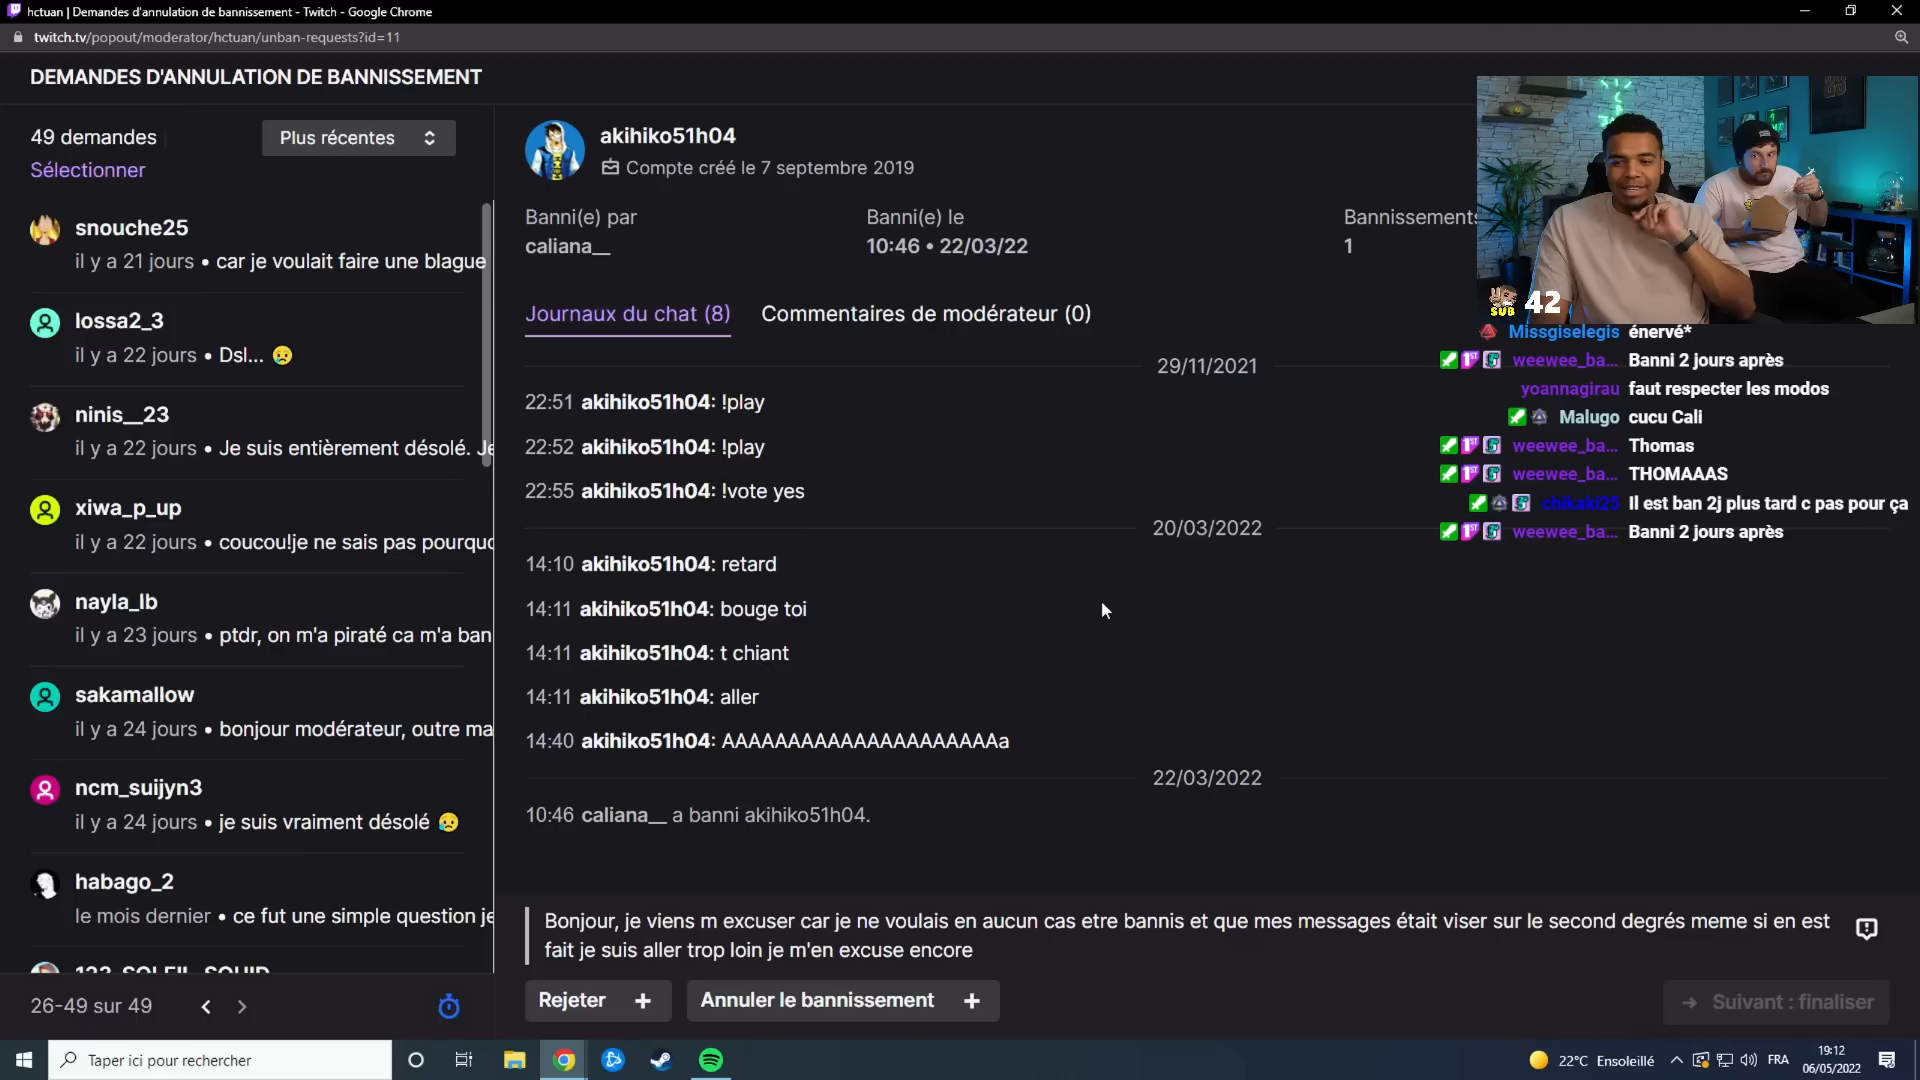 hctuan | Demandes d'annulation de bannissement - Twitch - Google Chrome
twitch.tv/popout/moderator/hctuan/unban-requests?id=11
DEMANDES D'ANNULATION DE BANNISSEMENT
49 demandes
Plus récentes
Sélectionner
snouche25
il y a 21 jours • car je voulait faire une blague
lossa2_3
il y a 22 jours • Dsl... 😥
ninis__23
il y a 22 jours • Je suis entièrement désolé. Je
xiwa_p_up
il y a 22 jours • coucou!je ne sais pas pourquo
nayla_lb
il y a 23 jours • ptdr, on m'a piraté ca m'a ban
sakamallow
il y a 24 jours • bonjour modérateur, outre ma
ncm_suijyn3
il y a 24 jours • je suis vraiment désolé 😥
habago_2
le mois dernier • ce fut une simple question je
123_SOLEIL_SQUID
26-49 sur 49
akihiko51h04
Compte créé le 7 septembre 2019
Banni(e) par
caliana__
Banni(e) le
10:46 • 22/03/22
Bannissements
1
Journaux du chat (8)
Commentaires de modérateur (0)
29/11/2021
22:51 akihiko51h04: !play
22:52 akihiko51h04: !play
22:55 akihiko51h04: !vote yes
20/03/2022
14:10 akihiko51h04: retard
14:11 akihiko51h04: bouge toi
14:11 akihiko51h04: t chiant
14:11 akihiko51h04: aller
14:40 akihiko51h04: AAAAAAAAAAAAAAAAAAAAAa
22/03/2022
10:46 caliana__ a banni akihiko51h04.
Bonjour, je viens m excuser car je ne voulais en aucun cas etre bannis et que mes messages était viser sur le second degrés meme si en est
fait je suis aller trop loin je m'en excuse encore
Rejeter +
Annuler le bannissement +
→ Suivant : finaliser
SUB 42
Missgiselegis énervé*
weewee_ba... Banni 2 jours après
yoannagirau faut respecter les modos
Malugo cucu Cali
weewee_ba... Thomas
weewee_ba... THOMAAAS
chikaki25 Il est ban 2j plus tard c pas pour ça
weewee_ba... Banni 2 jours après
Taper ici pour rechercher
22°C Ensoleillé
FRA
19:12
06/05/2022